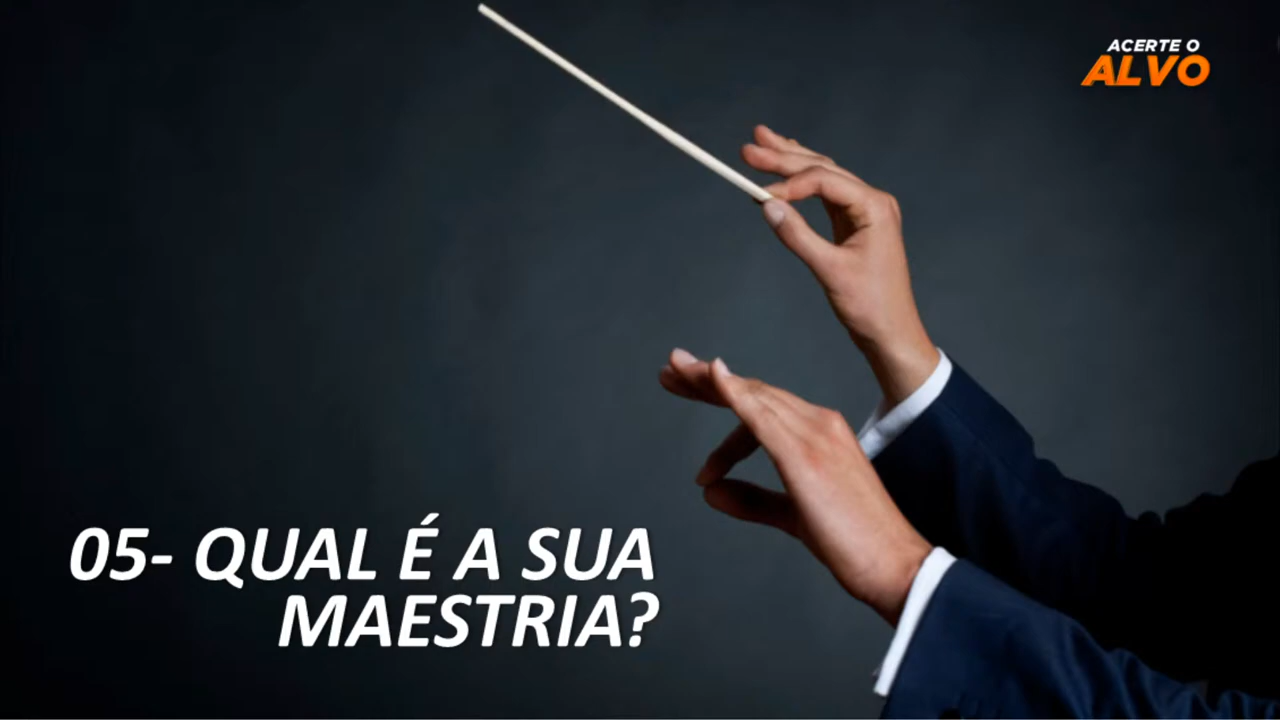 ACERTE O
ALVO
05- QUAL É A SUA
MAESTRIA?